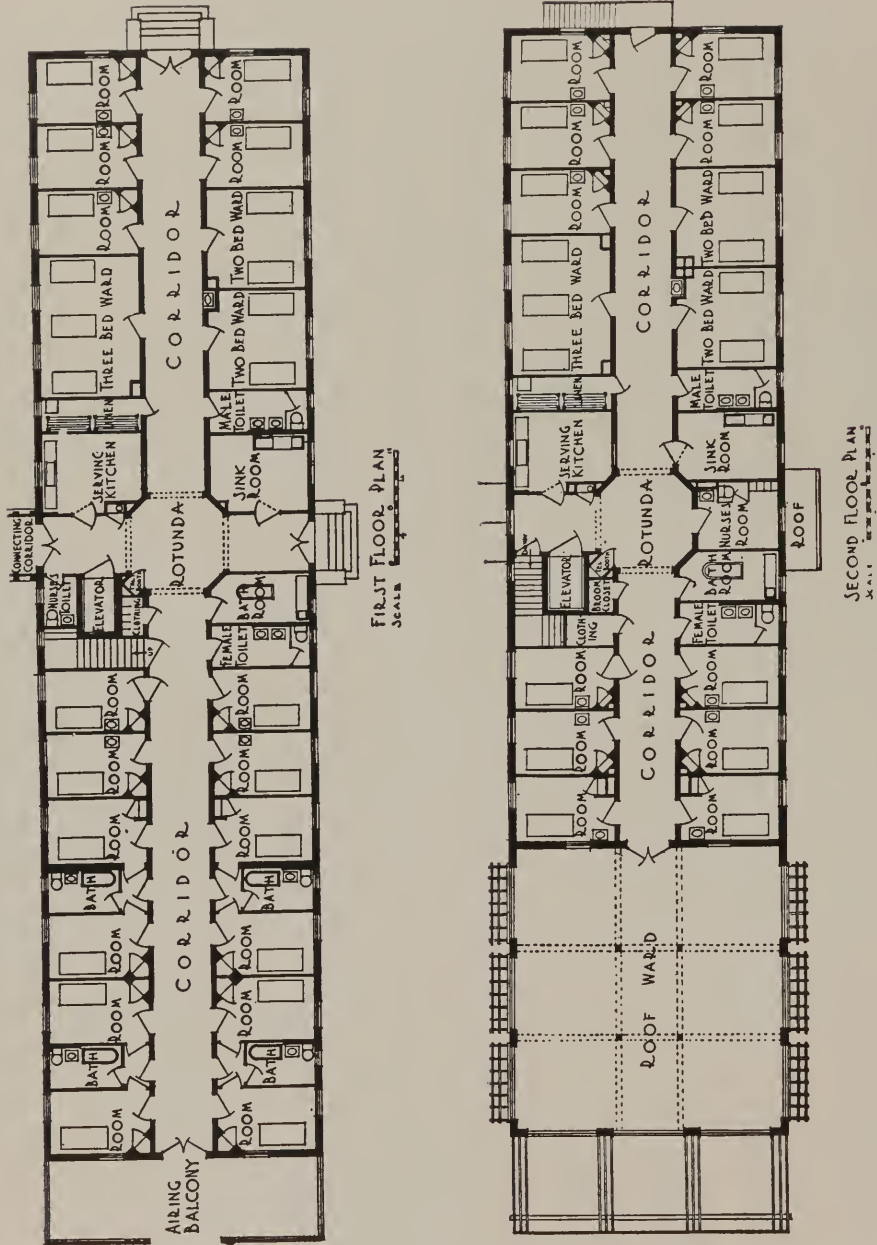 ROOM
ROOM
ROOM
ROOM
ROOM
THREE BED WARD
TWO BED WARD
TWO BED WARD
CORRIDOR
LINEN
MALE
TOILET
SERVING
KITCHEN
SINK
ROOM
CONNECTING
CORRIDOR
ROTUNDA
NURSES
TOILET
ELEVATOR
CLOTHING
BATH
ROOM
FEMALE
TOILET
UP
ROOM
ROOM
ROOM
ROOM
ROOM
ROOM
CORRIDOR
BATH
BATH
ROOM
ROOM
ROOM
ROOM
BATH
BATH
ROOM
ROOM
AIRING
BALCONY
FIRST FLOOR PLAN
SCALE
ROOM
ROOM
ROOM
ROOM
ROOM
THREE BED WARD
TWO BED WARD
TWO BED WARD
CORRIDOR
LINEN
MALE
TOILET
SERVING
KITCHEN
SINK
ROOM
ROTUNDA
NURSES
ROOM
ROOF
DOWN
ELEVATOR
BROOM
CLOSET
CLOTH
ING
BATH
ROOM
FEMALE
TOILET
ROOM
ROOM
ROOM
ROOM
ROOM
ROOM
CORRIDOR
ROOF WARD
SECOND FLOOR PLAN
SCALE